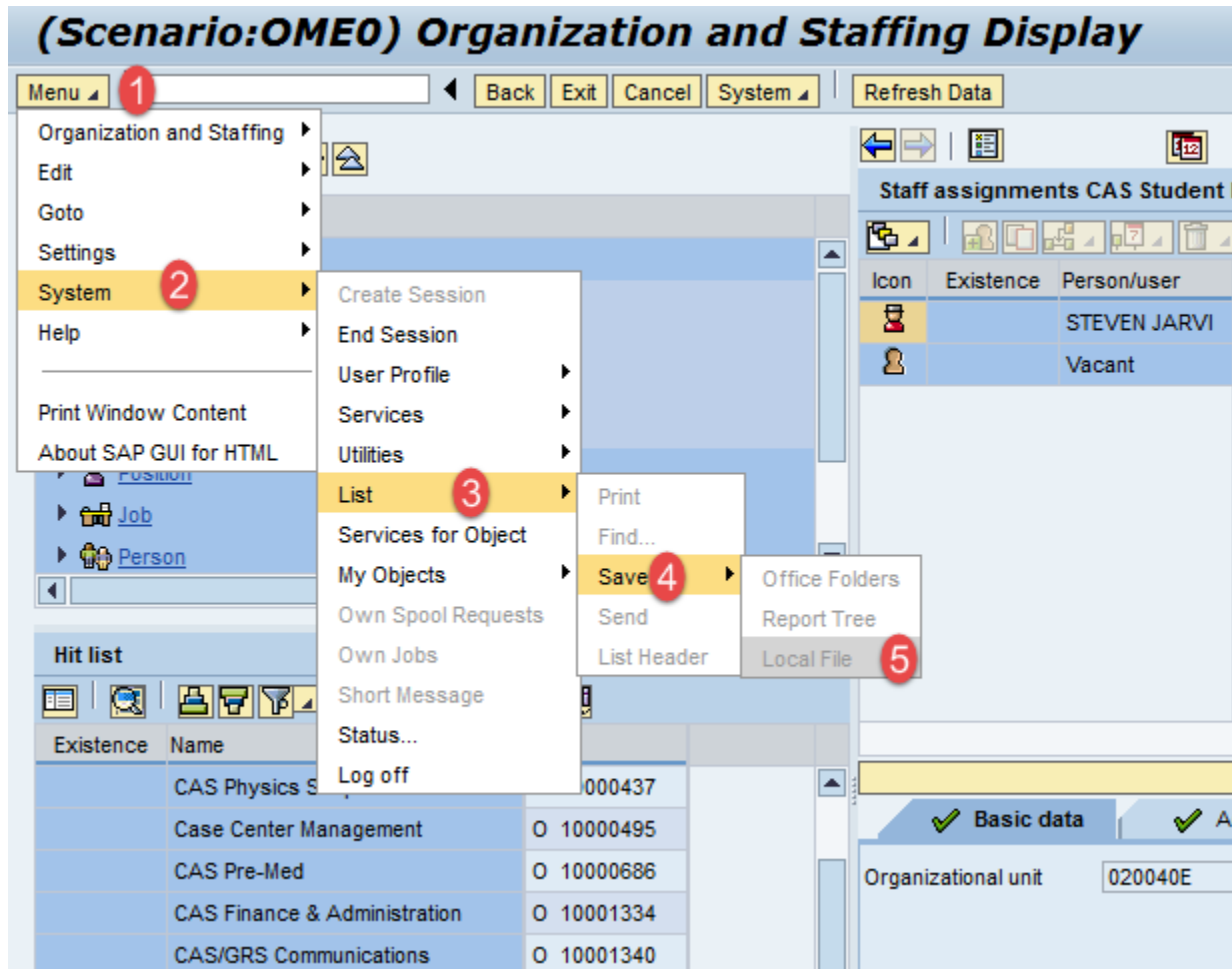 (Scenario:OME0) Organization and Staffing Display
Menu 1 Back Exit Cancel System Refresh Data
Organization and Staffing
Edit
Goto
Settings
System 2
Help
Print Window Content
About SAP GUI for HTML
Create Session
End Session
User Profile
Services
Utilities
List 3
Services for Object
My Objects
Own Spool Requests
Own Jobs
Short Message
Status...
Log off
Print
Find...
Save 4
Send
List Header
Office Folders
Report Tree
Local File 5
Position
Job
Person
Hit list
Existence Name
CAS Physics 0000437
Case Center Management O 10000495
CAS Pre-Med O 10000686
CAS Finance & Administration O 10001334
CAS/GRS Communications O 10001340
12
Staff assignments CAS Student
Icon Existence Person/user
STEVEN JARVI
Vacant
Basic data A
Organizational unit 020040E